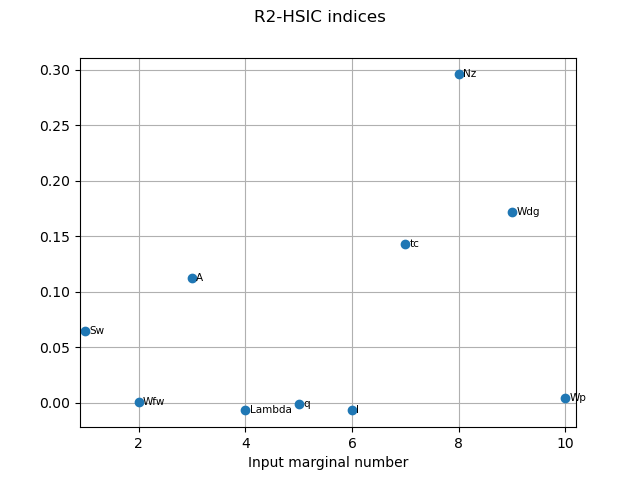 R2-HSIC indices
0.30
0.25
0.20
0.15
0.10
0.05
0.00
Nz
Wdg
tc
A
Sw
Wfw
Lambda
q
l
Wp
2
4
6
8
10
Input marginal number